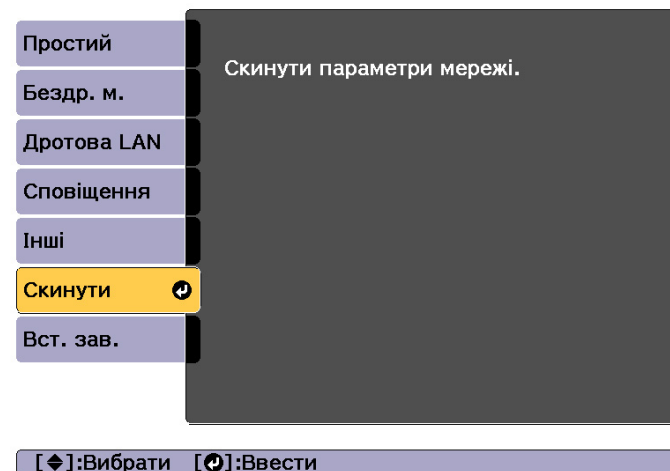 Простий
Бездр. м.
Дротова LAN
Сповіщення
Інші
Скинути
Вст. зав.
Скинути параметри мережі.
[]:Вибрати []:Ввести